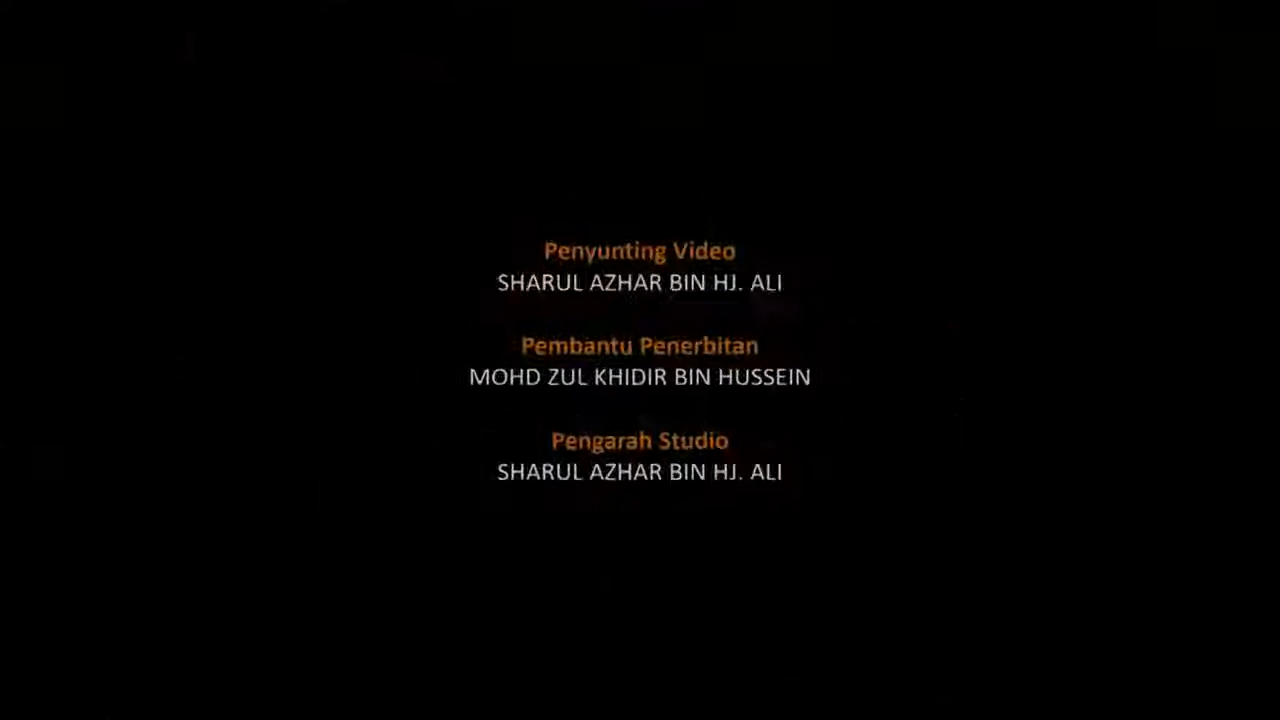 Penyunting Video
SHARUL AZHAR BIN HJ. ALI
Pembantu Penerbitan
MOHD ZUL KHIDIR BIN HUSSEIN
Pengarah Studio
SHARUL AZHAR BIN HJ. ALI